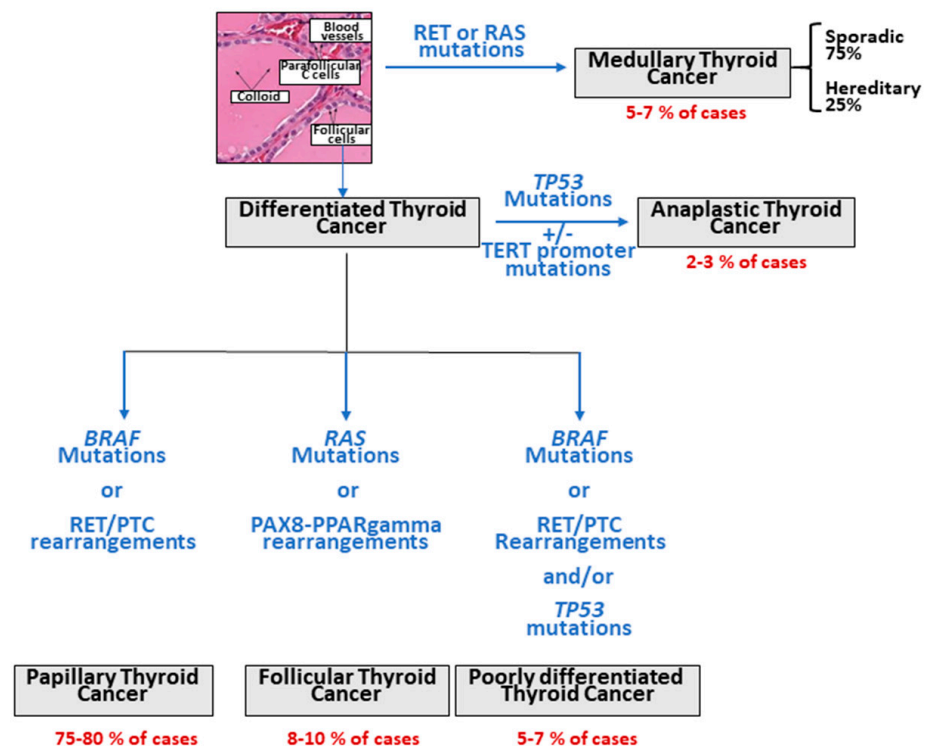 Blood
vessels
Parafollicular
C cells
Colloid
Follicular
cells
RET or RAS
mutations
Medullary Thyroid
Cancer
5-7 % of cases
Sporadic
75%
Hereditary
25%
Differentiated Thyroid
Cancer
TP53
Mutations
+/-
TERT promoter
mutations
Anaplastic Thyroid
Cancer
2-3 % of cases
BRAF
Mutations
or
RET/PTC
rearrangements
RAS
Mutations
or
PAX8-PPARgamma
rearrangements
BRAF
Mutations
or
RET/PTC
Rearrangements
and/or
TP53
mutations
Papillary Thyroid
Cancer
75-80 % of cases
Follicular Thyroid
Cancer
8-10 % of cases
Poorly differentiated
Thyroid Cancer
5-7 % of cases